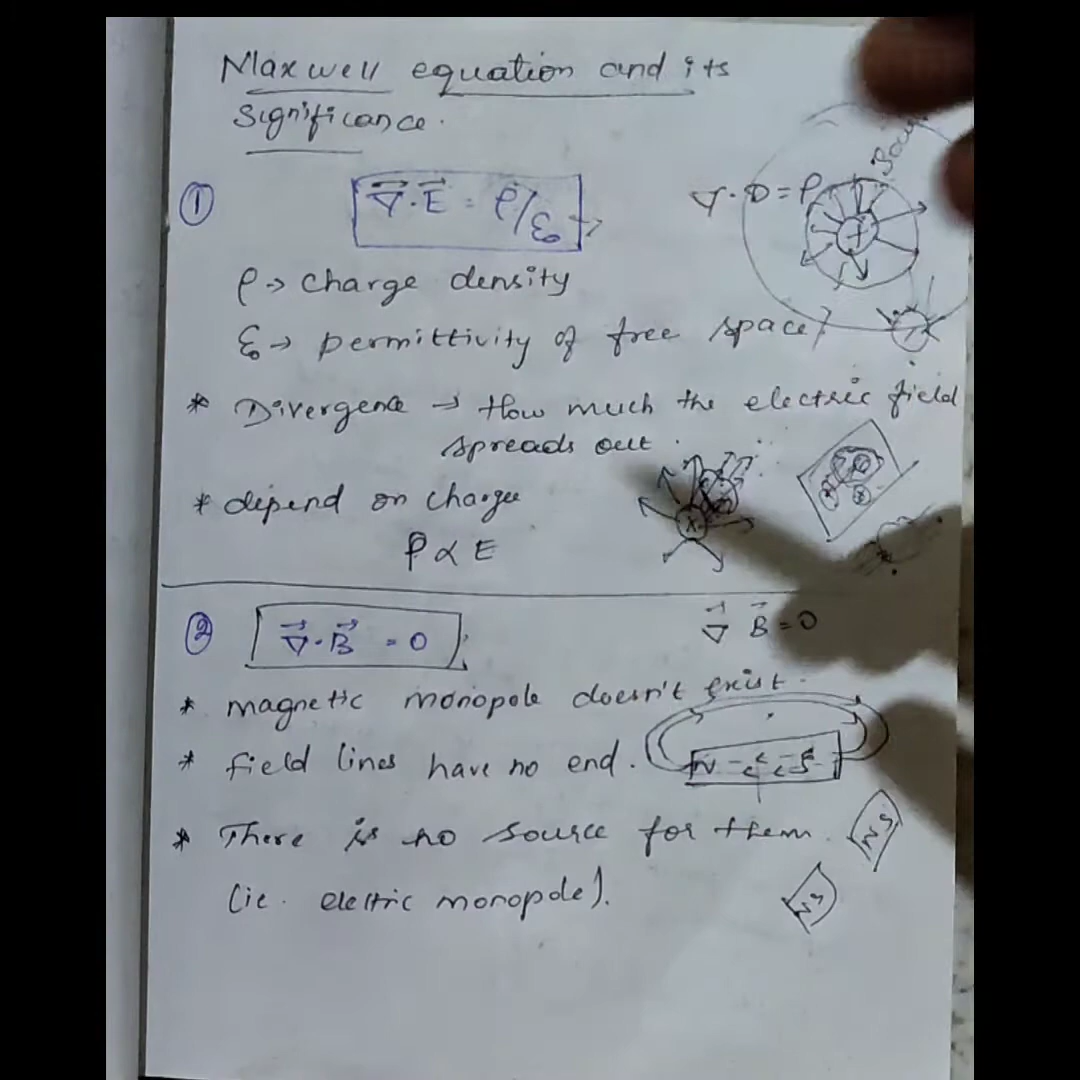 Maxwell equation and its
significance.
① ∇⃗.E⃗ = ρ/ε₀
∇.D = ρ
+
ρ → charge density
ε₀ → permittivity of free space
* Divergence → How much the electric field
spreads out.
* depend on charge
ρ ∝ E
② ∇⃗.B⃗ = 0
∇⃗ B⃗ = 0
* magnetic monopole doesn't exist.
* field lines have no end.
N S
* There is no source for them
N S
(ie. electric monopole).
N S